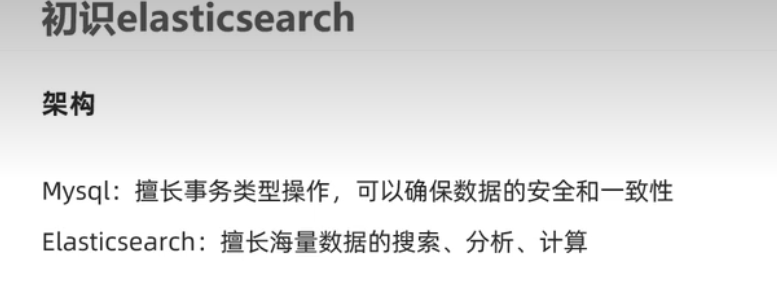 初识elasticsearch
架构
Mysql：擅长事务类型操作，可以确保数据的安全和一致性
Elasticsearch：擅长海量数据的搜索、分析、计算